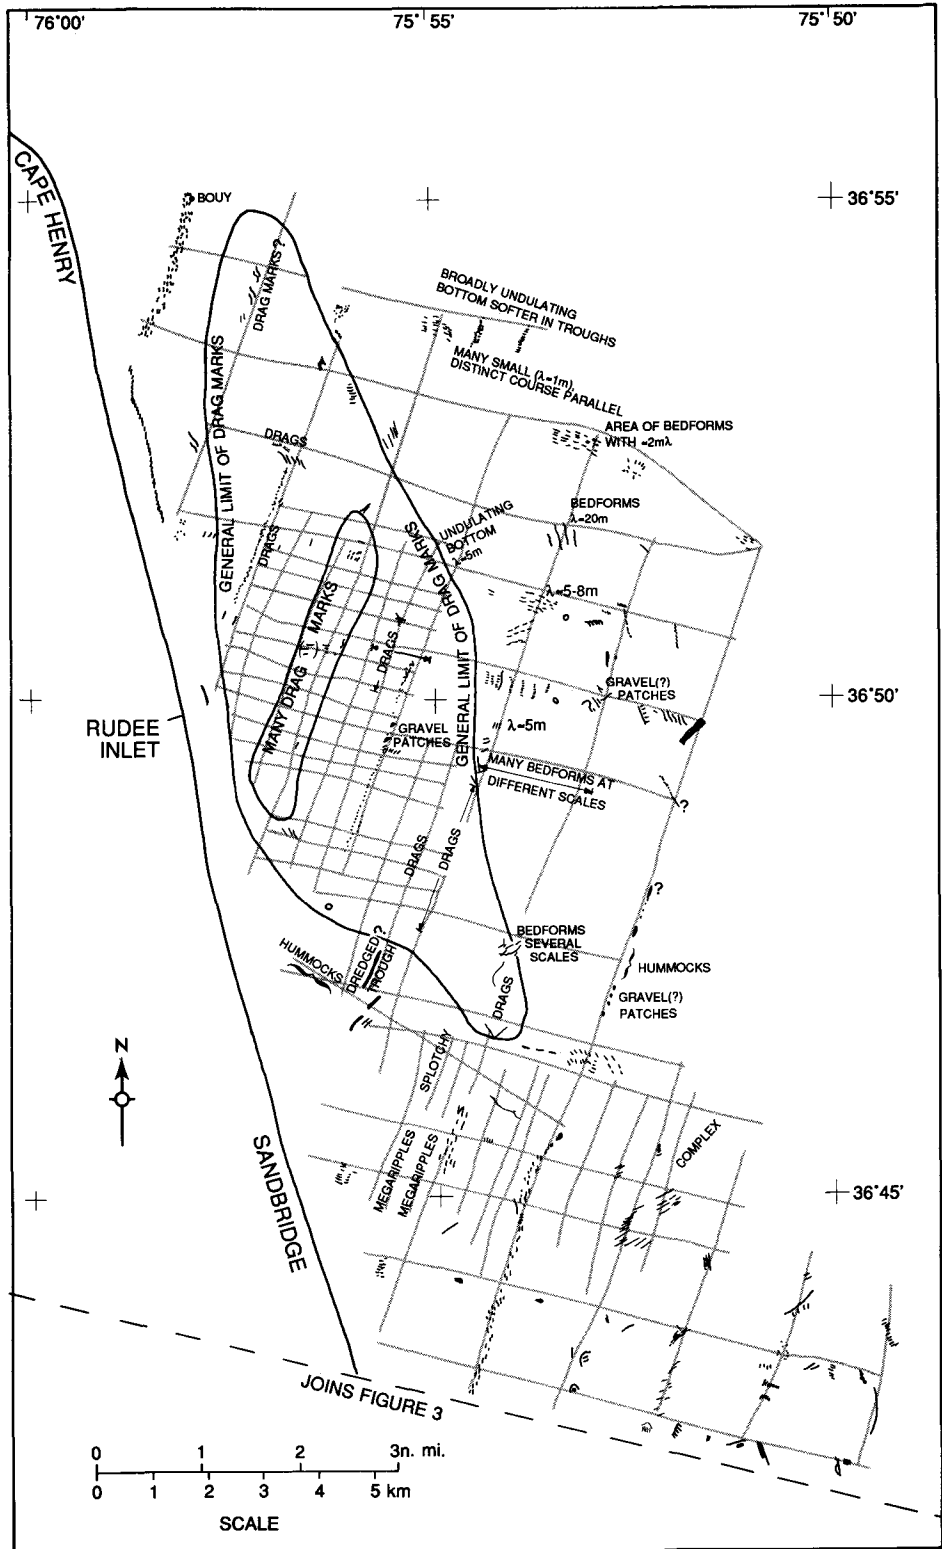 76°00'
75°55'
75°50'
CAPE HENRY
36°55'
BOUY
DRAG MARKS?
BROADLY UNDULATING
BOTTOM SOFTER IN TROUGHS
MANY SMALL (λ=1m),
DISTINCT COURSE PARALLEL
GENERAL LIMIT OF DRAG MARKS
DRAGS
AREA OF BEDFORMS
WITH ≈2mλ
BEDFORMS
λ=20m
UNDULATING
BOTTOM
λ=5m
DRAGS
GENERAL LIMIT OF DRAG MARKS
λ=5-8m
MANY DRAG MARKS
DRAGS
GRAVEL(?)
PATCHES
36°50'
RUDEE
INLET
GRAVEL
PATCHES
λ=5m
MANY BEDFORMS AT
DIFFERENT SCALES
?
DRAGS
DRAGS
?
BEDFORMS
SEVERAL
SCALES
HUMMOCKS
DREDGED?
TROUGH
DRAGS
HUMMOCKS
GRAVEL(?)
PATCHES
N
SPLOTCHY
MEGARIPPLES
MEGARIPPLES
COMPLEX
SANDBRIDGE
36°45'
JOINS FIGURE 3
0 1 2 3n. mi.
0 1 2 3 4 5 km
SCALE